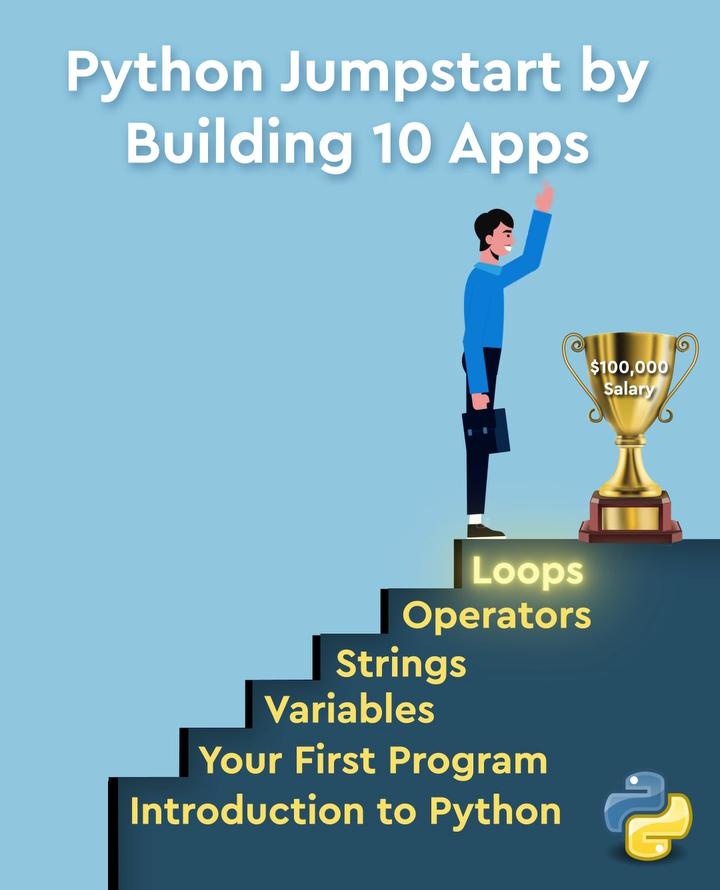 Python Jumpstart by
Building 10 Apps
$100,000
Salary
Loops
Operators
Strings
Variables
Your First Program
Introduction to Python